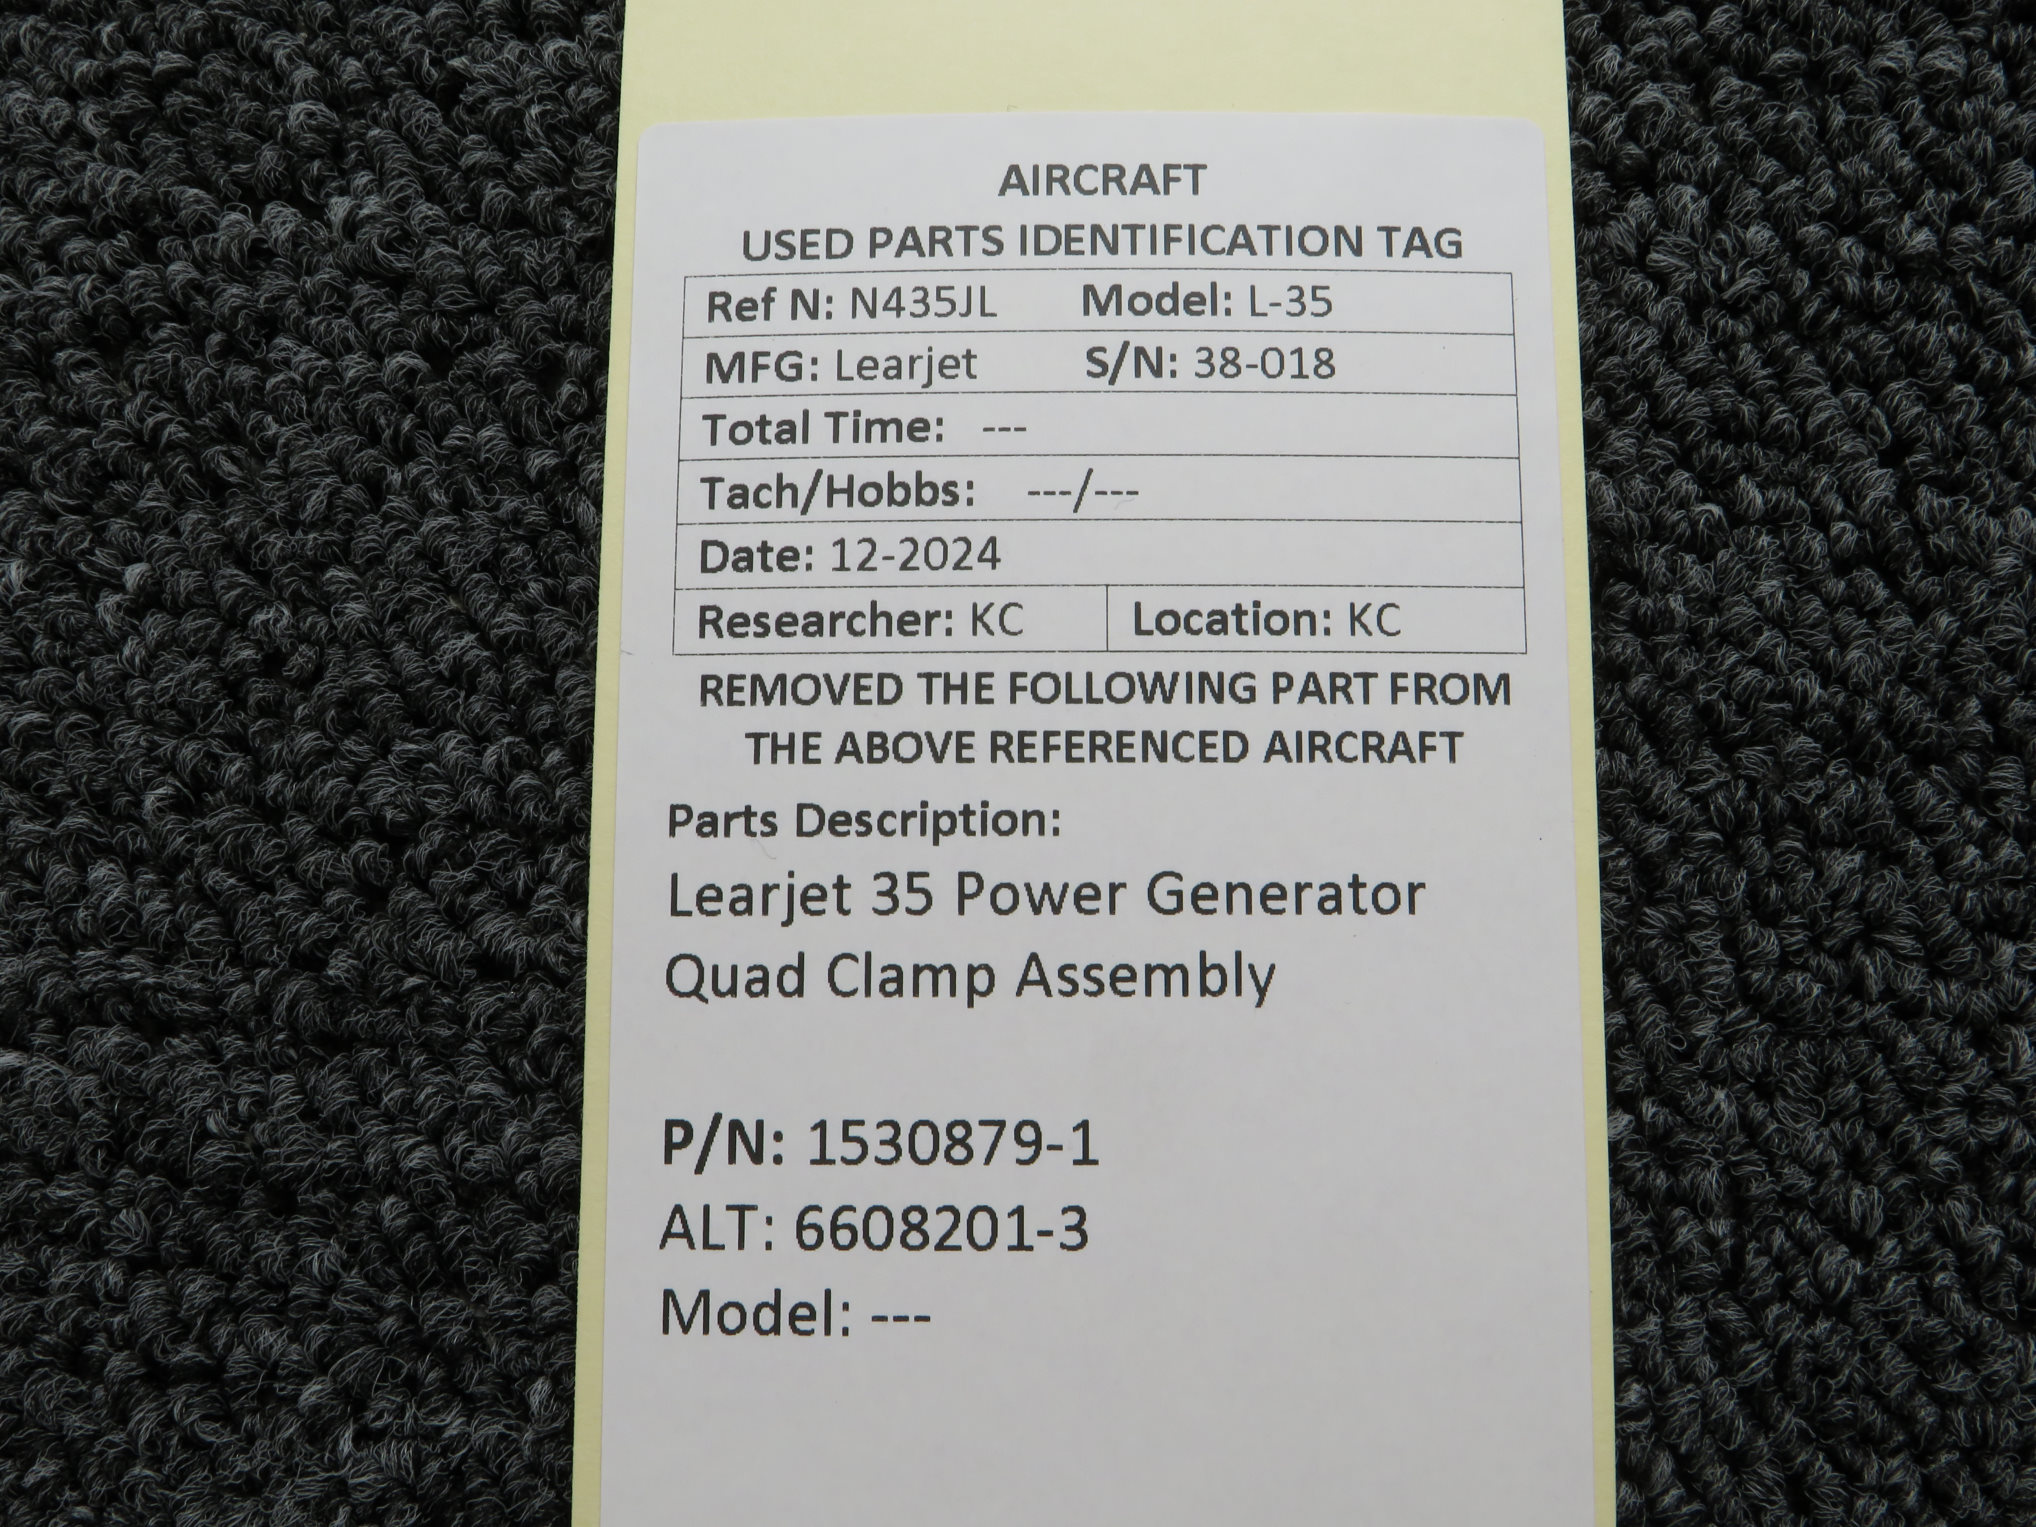 AIRCRAFT
USED PARTS IDENTIFICATION TAG
Ref N: N435JL Model: L-35
MFG: Learjet S/N: 38-018
Total Time: ---
Tach/Hobbs: ---/---
Date: 12-2024
Researcher: KC Location: KC
REMOVED THE FOLLOWING PART FROM
THE ABOVE REFERENCED AIRCRAFT
Parts Description:
Learjet 35 Power Generator
Quad Clamp Assembly
P/N: 1530879-1
ALT: 6608201-3
Model: ---